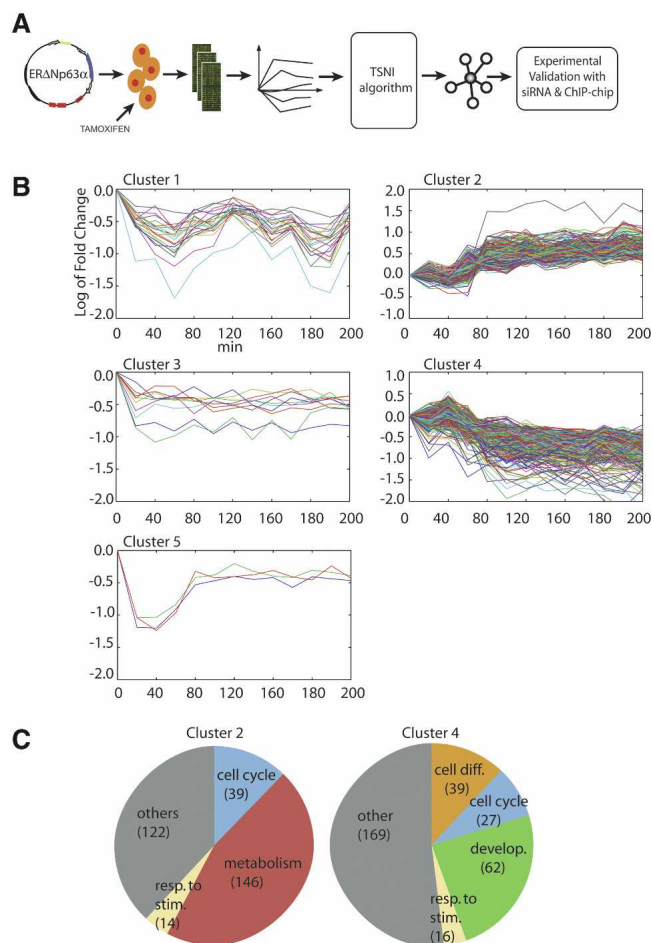 A
ERΔNp63α
TAMOXIFEN
TSNI
algorithm
Experimental
Validation with
siRNA & ChIP-chip
B
Cluster 1
Log of Fold Change
0.0
-0.5
-1.0
-1.5
-2.0
0 40 80 120 160 200
min
Cluster 2
2.0
1.5
1.0
0.5
0.0
-0.5
-1.0
0 40 80 120 160 200
Cluster 3
0.0
-0.5
-1.0
-1.5
-2.0
0 40 80 120 160 200
Cluster 4
1.0
0.5
0.0
-0.5
-1.0
-1.5
-2.0
0 40 80 120 160 200
Cluster 5
0.0
-0.5
-1.0
-1.5
-2.0
0 40 80 120 160 200
C
Cluster 2
cell cycle
(39)
others
(122)
metabolism
(146)
resp. to
stim.
(14)
Cluster 4
cell diff.
(39)
cell cycle
(27)
other
(169)
develop.
(62)
resp. to
stim.
(16)